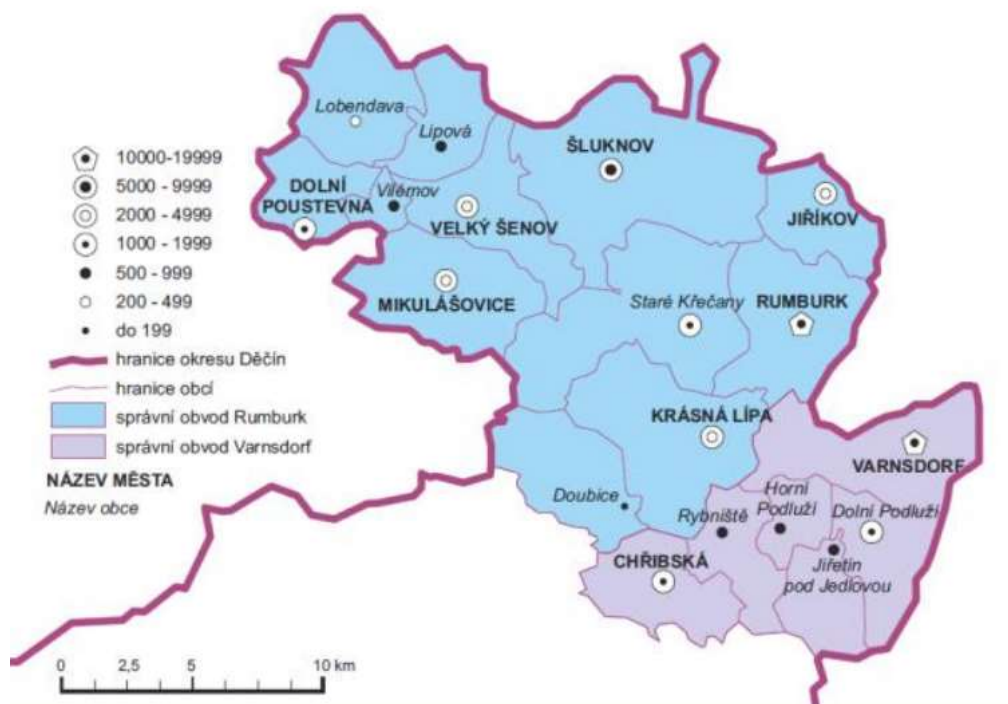 Lobendava
Lipová
ŠLUKNOV
DOLNÍ
POUSTEVNA
Vilémov
VELKÝ ŠENOV
JIŘÍKOV
MIKULÁŠOVICE
Staré Křečany
RUMBURK
KRÁSNÁ LÍPA
VARNSDORF
Doubice
Rybniště
Horní
Podluží
Dolní Podluží
CHŘIBSKÁ
Jiřetín
pod Jedlovou
10000-19999
5000 - 9999
2000 - 4999
1000 - 1999
500 - 999
200 - 499
do 199
hranice okresu Děčín
hranice obcí
správní obvod Rumburk
správní obvod Varnsdorf
NÁZEV MĚSTA
Název obce
0 2,5 5 10 km